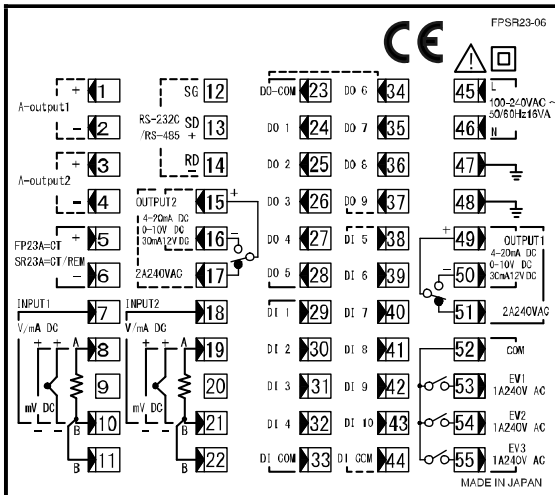 FPSR23-06
CE
A-output1
+ 1
- 2
A-output2
+ 3
- 4
FP23A=CT
SR23A=CT/REM
+ 5
- 6
INPUT1
V/mA DC
7
+ + A 8
9
mV DC
- - B 10
B 11
SG 12
RS-232C
/RS-485
SD
+
13
RD
-
14
OUTPUT2
4-20mA DC
0-10V DC
30mA12V DC
2A240VAC
15 +
16 -
17
INPUT2
V/mA DC
18
+ + A 19
20
mV DC
- - B 21
B 22
DO-COM 23
DO 1 24
DO 2 25
DO 3 26
DO 4 27
DO 5 28
DI 1 29
DI 2 30
DI 3 31
DI 4 32
DI COM 33
DO 6 34
DO 7 35
DO 8 36
DO 9 37
DI 5 38
DI 6 39
DI 7 40
DI 8 41
DI 9 42
DI 10 43
DI COM 44
45 L
100-240VAC ~
50/60Hz16VA
46 N
47
48
+ 49
OUTPUT1
4-20mA DC
0-10V DC
30mA12V DC
- 50
51 2A240VAC
52 COM
53 EV1
1A240V AC
54 EV2
1A240V AC
55 EV3
1A240V AC
MADE IN JAPAN